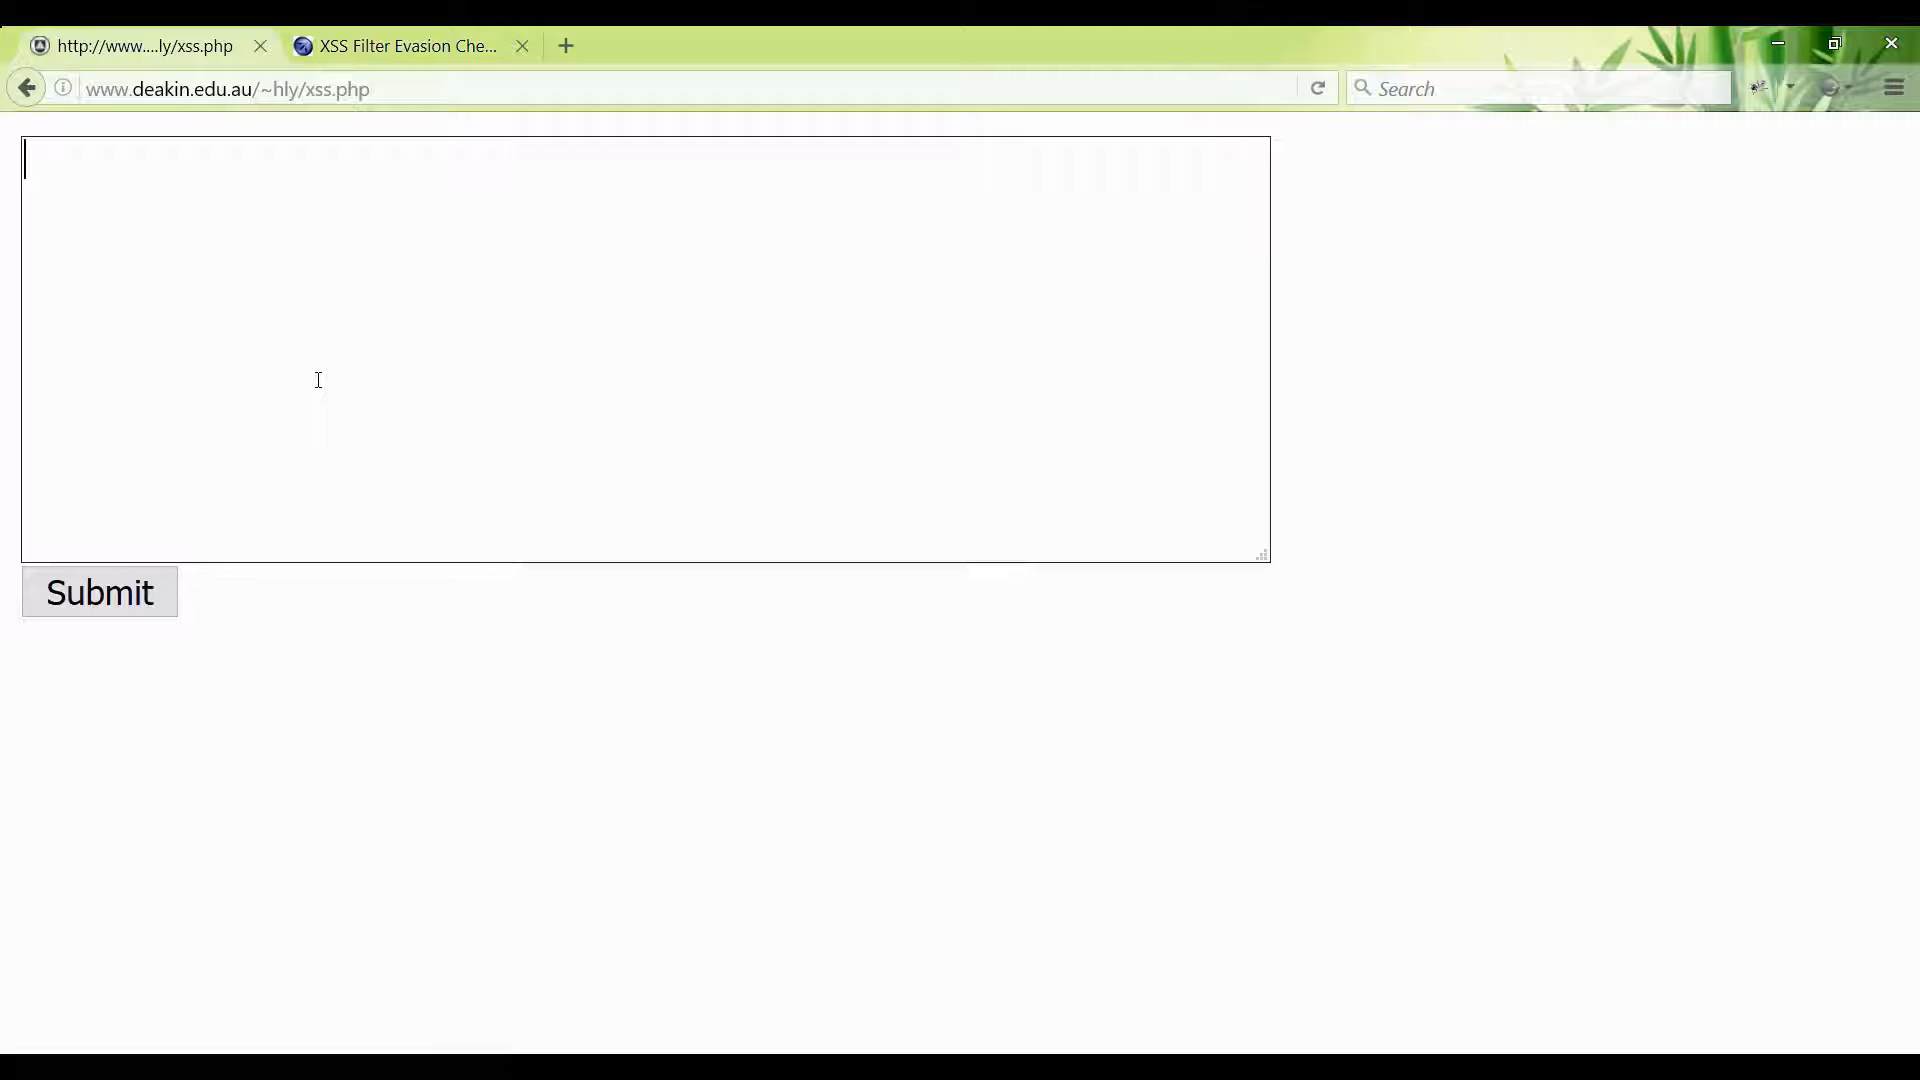 http://www....ly/xss.php
XSS Filter Evasion Che...
www.deakin.edu.au/~hly/xss.php
Search
Submit